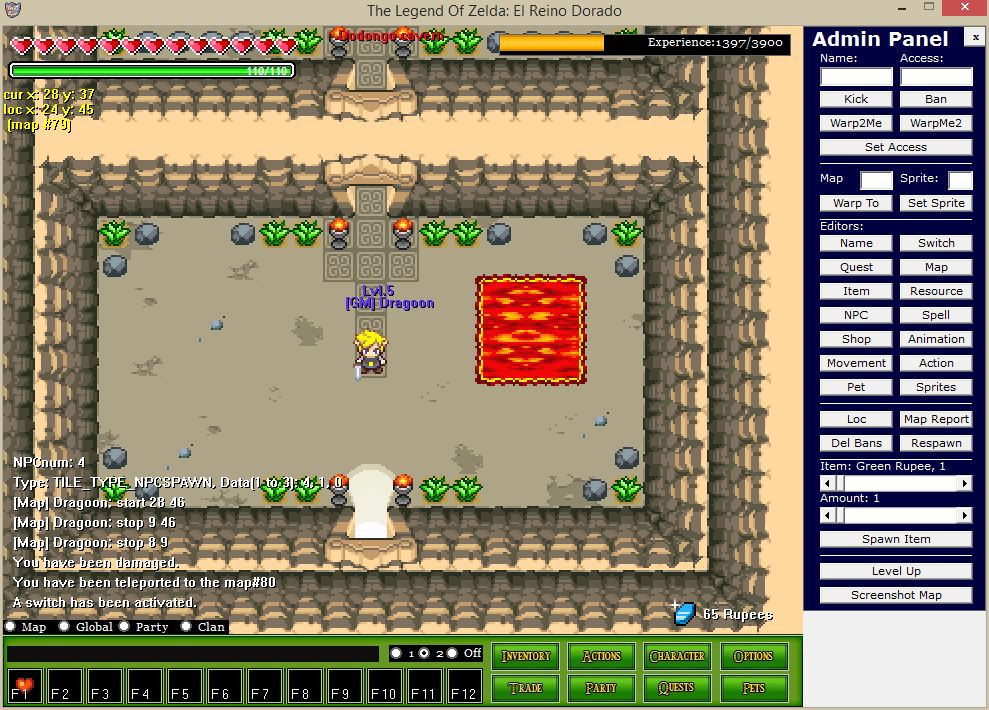 The Legend Of Zelda: El Reino Dorado
Dodongo cavern
Experience:1397/3900
110/110
cur x: 28 y: 37
loc x: 24 y: 45
(map #79)
Lvl.5
[GM] Dragoon
NPCnum: 4
Type: TILE_TYPE_NPCSPAWN, Data(1 to 3): 4, 1, 0
[Map] Dragoon: start 28 46
[Map] Dragoon: stop 9 46
[Map] Dragoon: stop 8 9
You have been damaged.
You have been teleported to the map#80
A switch has been activated.
65 Rupees
Map Global Party Clan
1 2 Off
F1 F2 F3 F4 F5 F6 F7 F8 F9 F10 F11 F12
Inventory Actions Character Options
Trade Party Quests Pets
Admin Panel x
Name: Access:
Kick Ban
Warp2Me WarpMe2
Set Access
Map Sprite:
Warp To Set Sprite
Editors:
Name Switch
Quest Map
Item Resource
NPC Spell
Shop Animation
Movement Action
Pet Sprites
Loc Map Report
Del Bans Respawn
Item: Green Rupee, 1
Amount: 1
Spawn Item
Level Up
Screenshot Map